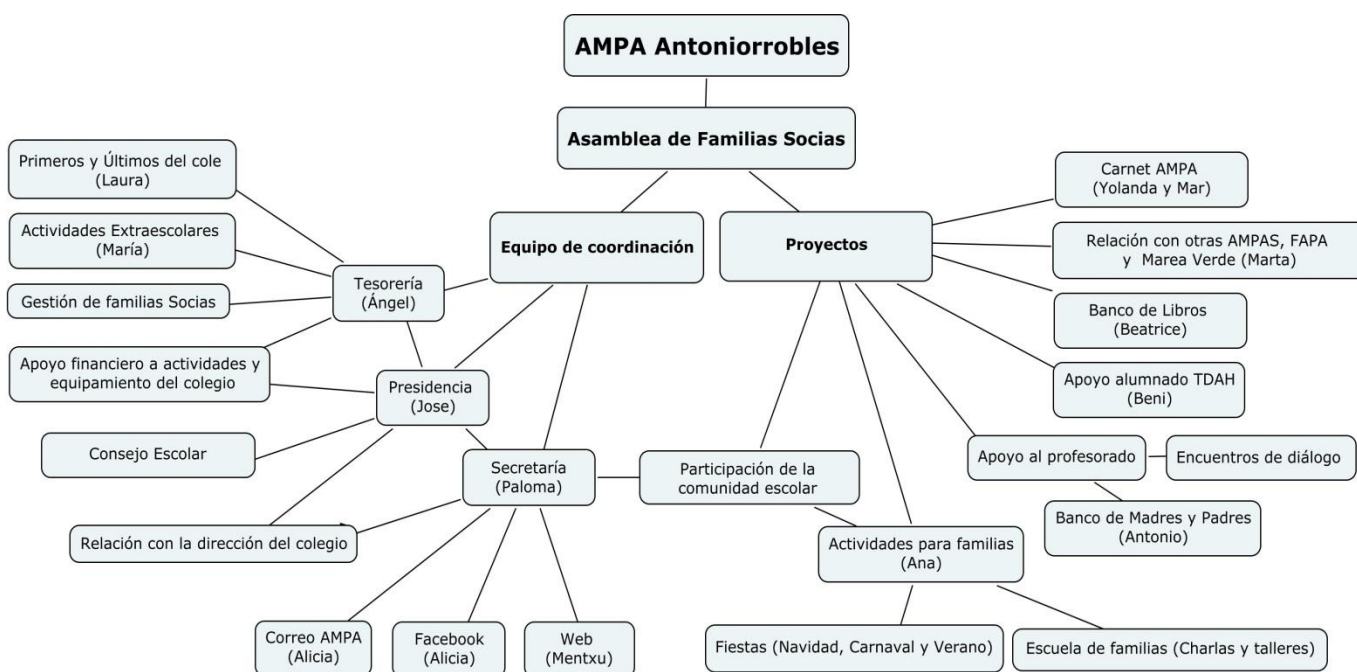 AMPA Antoniorrobles
Asamblea de Familias Socias
Primeros y Últimos del cole
(Laura)
Actividades Extraescolares
(María)
Gestión de familias Socias
Apoyo financiero a actividades y
equipamiento del colegio
Consejo Escolar
Relación con la dirección del colegio
Tesorería
(Ángel)
Presidencia
(Jose)
Secretaría
(Paloma)
Equipo de coordinación
Proyectos
Carnet AMPA
(Yolanda y Mar)
Relación con otras AMPAS, FAPA
y Marea Verde (Marta)
Banco de Libros
(Beatrice)
Apoyo alumnado TDAH
(Beni)
Apoyo al profesorado
Encuentros de diálogo
Banco de Madres y Padres
(Antonio)
Participación de la
comunidad escolar
Actividades para familias
(Ana)
Correo AMPA
(Alicia)
Facebook
(Alicia)
Web
(Mentxu)
Fiestas (Navidad, Carnaval y Verano)
Escuela de familias (Charlas y talleres)